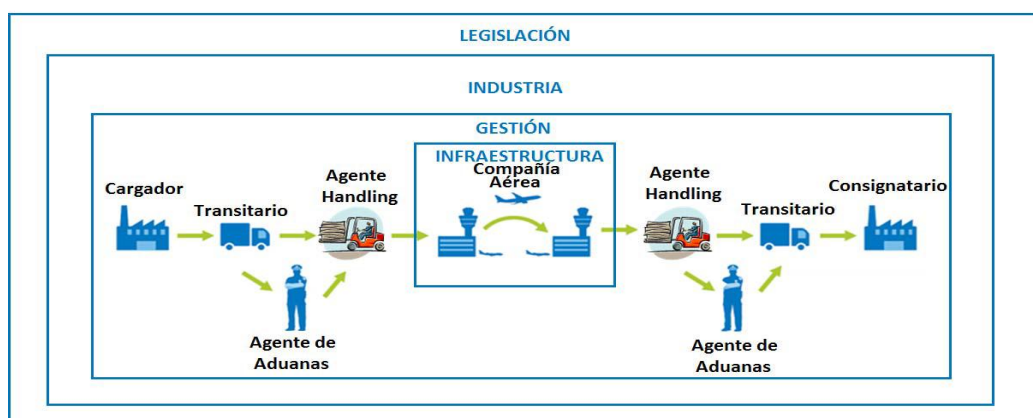 LEGISLACIÓN
INDUSTRIA
GESTIÓN
INFRAESTRUCTURA
Cargador
Transitario
Agente
Handling
Compañía
Aérea
Agente
Handling
Transitario
Consignatario
Agente de
Aduanas
Agente de
Aduanas